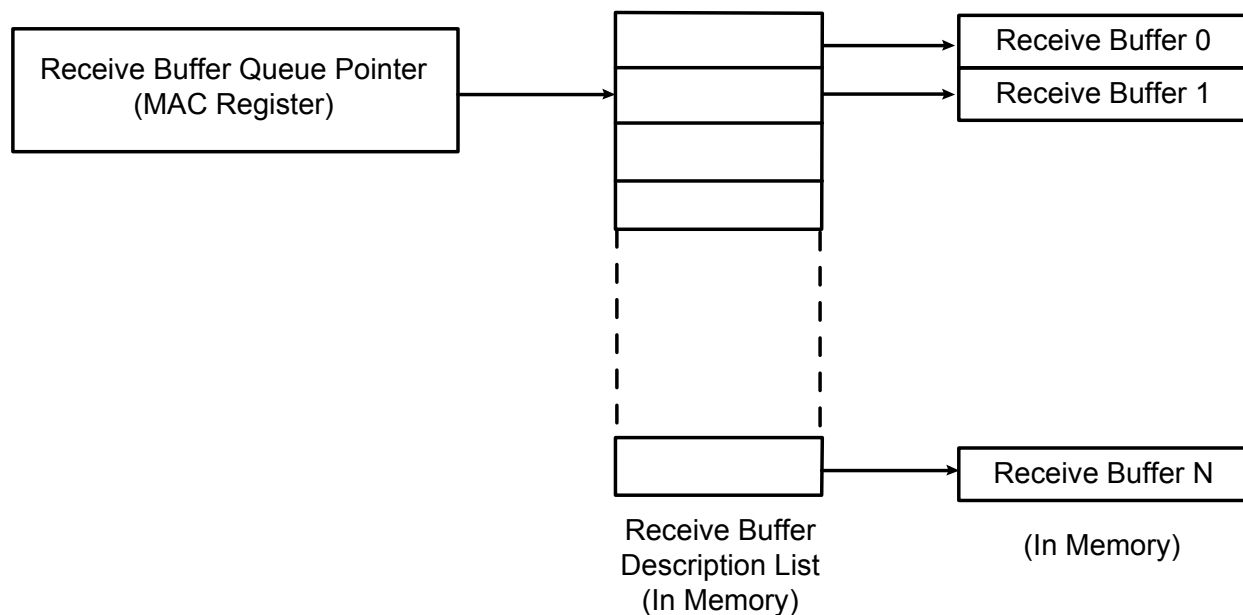 Receive Buffer Queue Pointer
(MAC Register)
Receive Buffer 0
Receive Buffer 1
Receive Buffer N
Receive Buffer
Description List
(In Memory)
(In Memory)